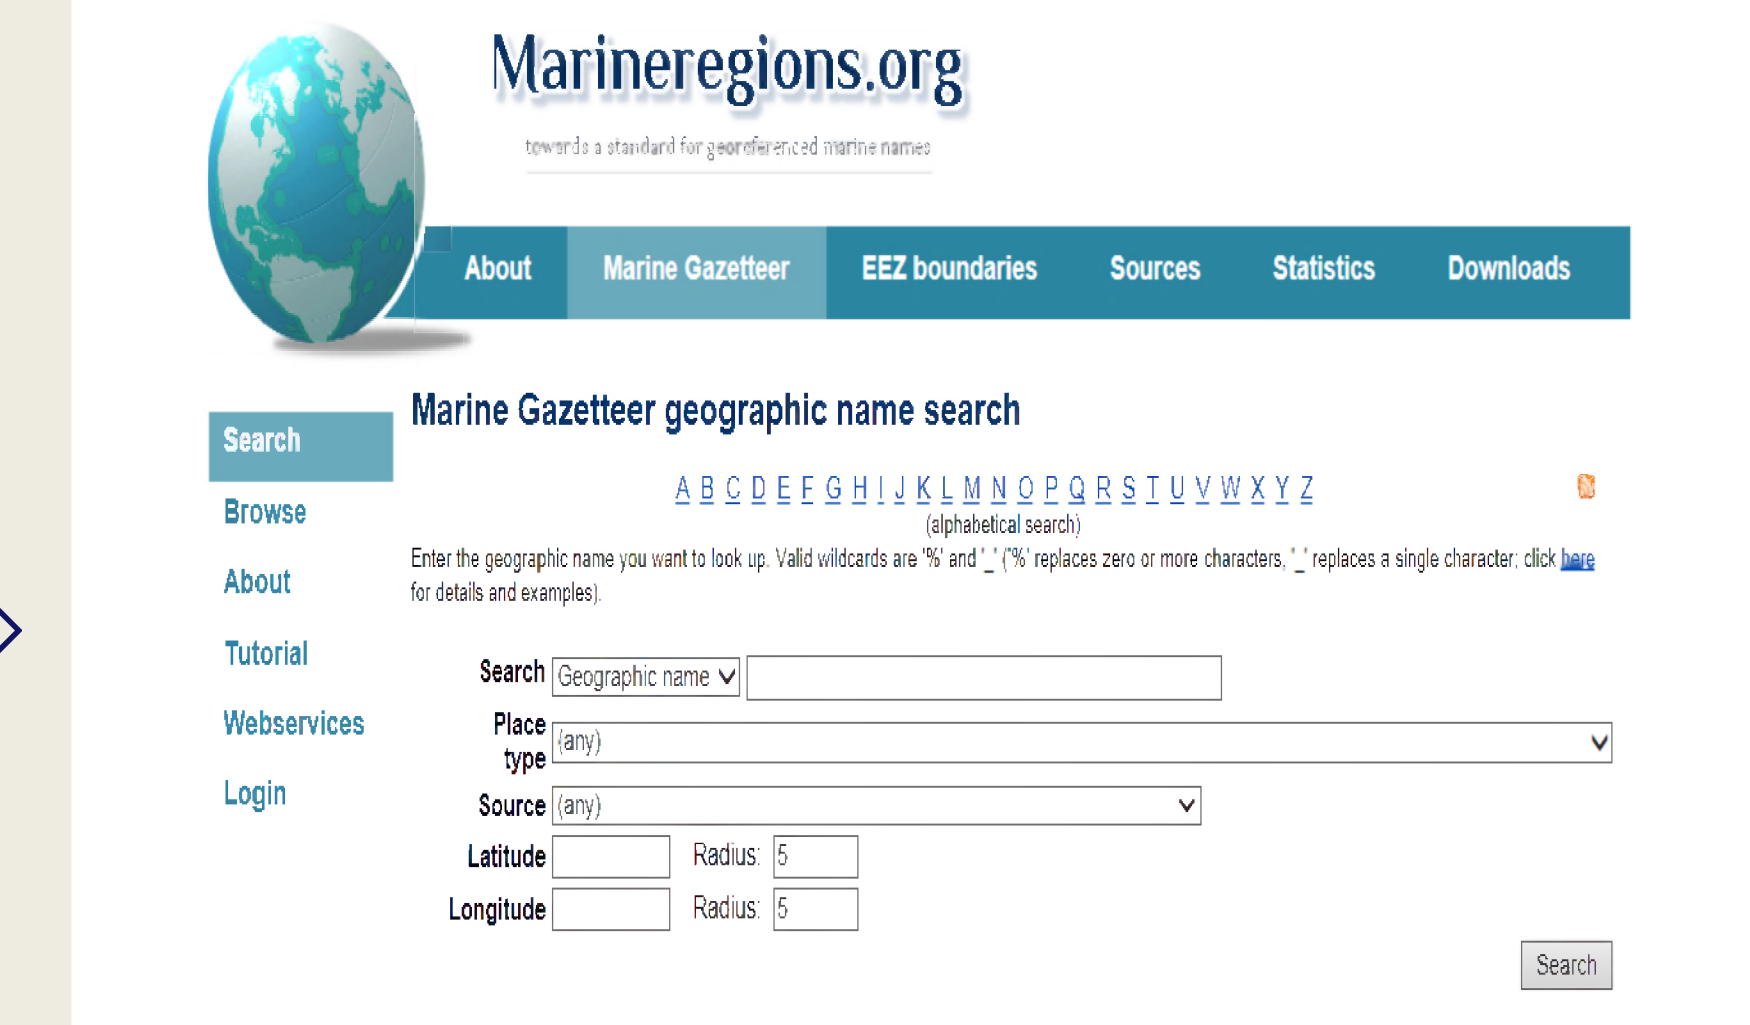 Marineregions.org
towards a standard for georeferenced marine names
About Marine Gazetteer EEZ boundaries Sources Statistics Downloads
Marine Gazetteer geographic name search
Search
Browse
About
Tutorial
Webservices
Login
A B C D E F G H I J K L M N O P Q R S T U V W X Y Z
(alphabetical search)
Enter the geographic name you want to look up. Valid wildcards are '%' and '_' ('%' replaces zero or more characters, '_' replaces a single character; click here
for details and examples).
Search Geographic name
Place
type (any)
Source (any)
Latitude Radius: 5
Longitude Radius: 5
Search